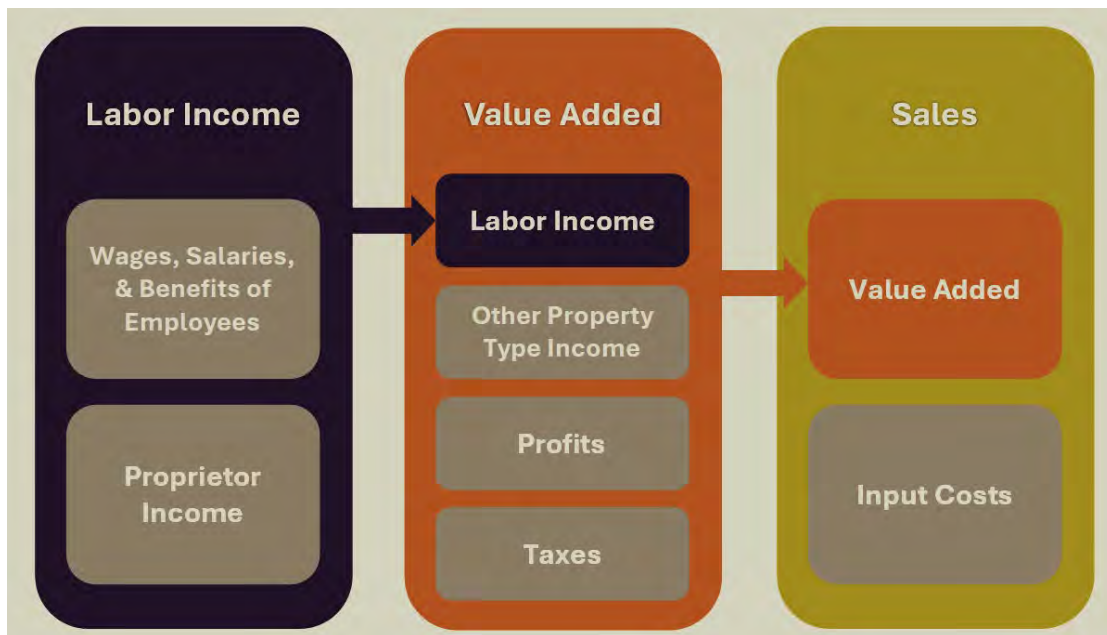 Labor Income
Wages, Salaries,
& Benefits of
Employees
Proprietor
Income
Value Added
Labor Income
Other Property
Type Income
Profits
Taxes
Sales
Value Added
Input Costs